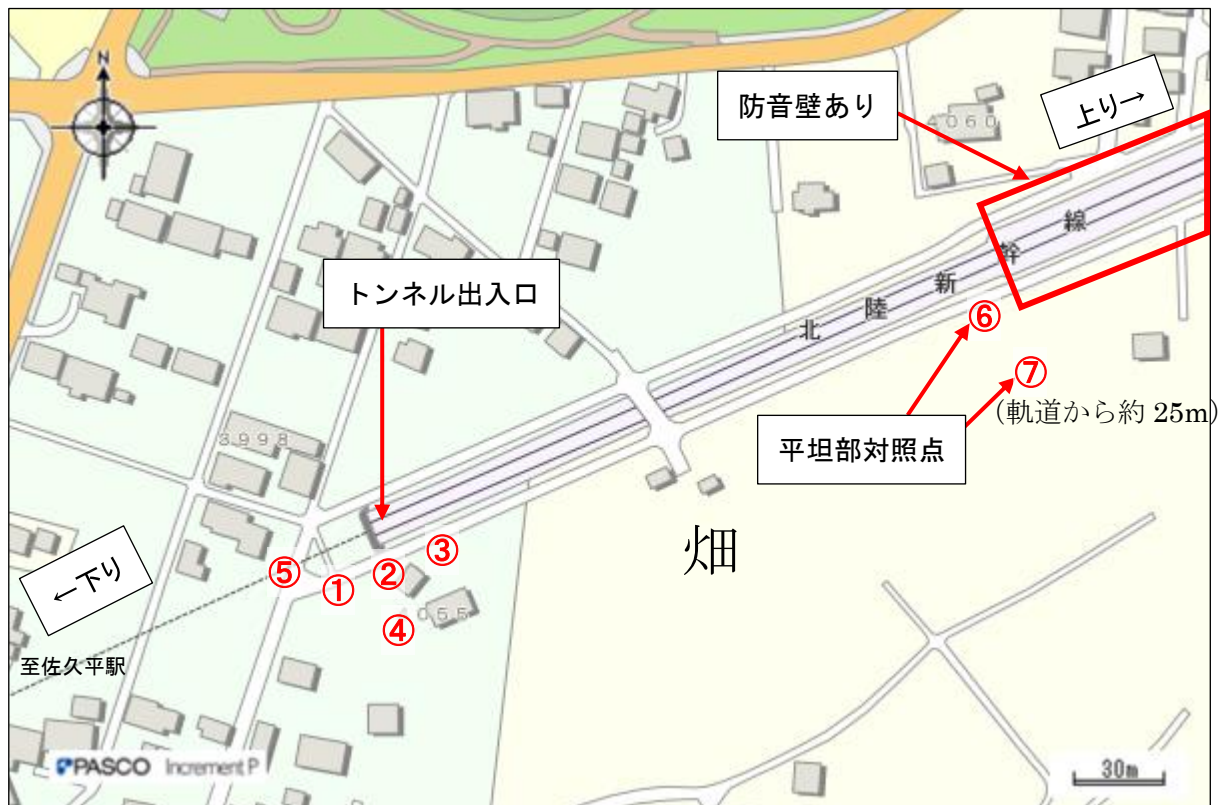 N
防音壁あり
上り→
4060
トンネル出入口
北陸新幹線
⑥
⑦
(軌道から約 25m)
平坦部対照点
3998
畑
③
②
⑤
①
4055
④
←下り
至佐久平駅
PASCO Increment P
30m